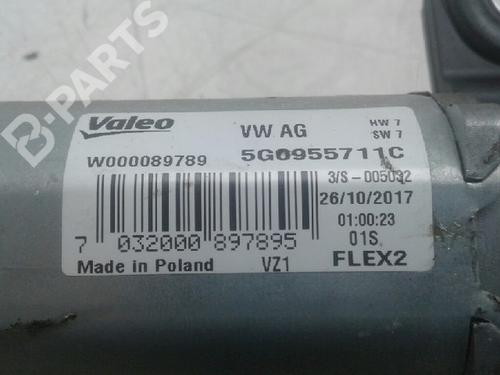 B-PARTS
Valeo VW AG HW 7
SW 7
W000089789 5G0955711C
3/S-005032
26/10/2017
01:00:23
7 032000 897895 01S
Made in Poland VZ1 FLEX2